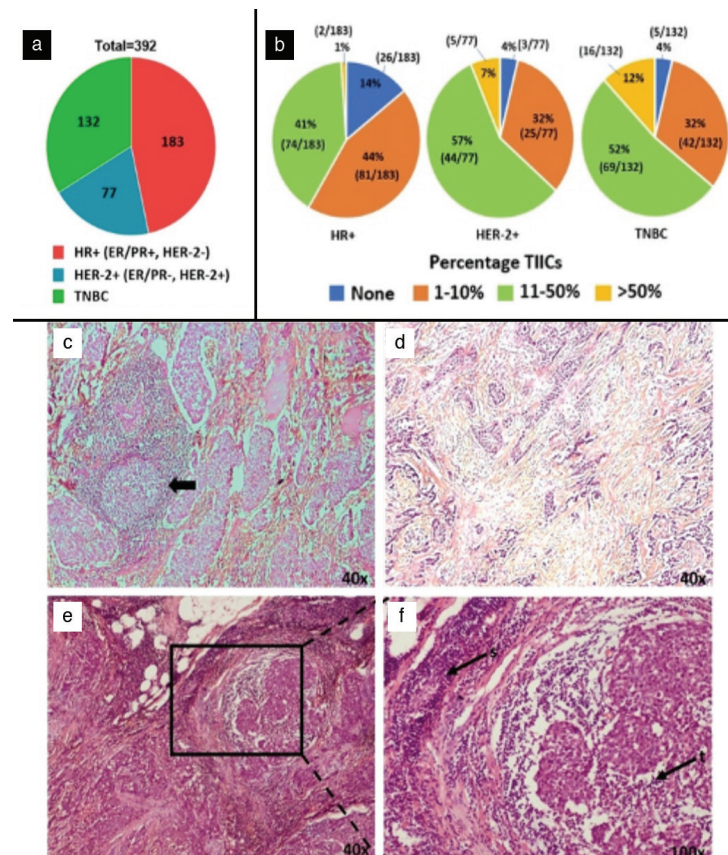 a
Total=392
132
183
77
HR+ (ER/PR+, HER-2-)
HER-2+ (ER/PR-, HER-2+)
TNBC
b
(2/183)
1%
(26/183)
14%
41%
(74/183)
44%
(81/183)
HR+
(5/77)
7%
4% (3/77)
32%
(25/77)
57%
(44/77)
HER-2+
(5/132)
4%
(16/132)
12%
32%
(42/132)
52%
(69/132)
TNBC
Percentage TIICs
None 1-10% 11-50% >50%
c
40x
d
40x
e
40x
f
s
t
100x